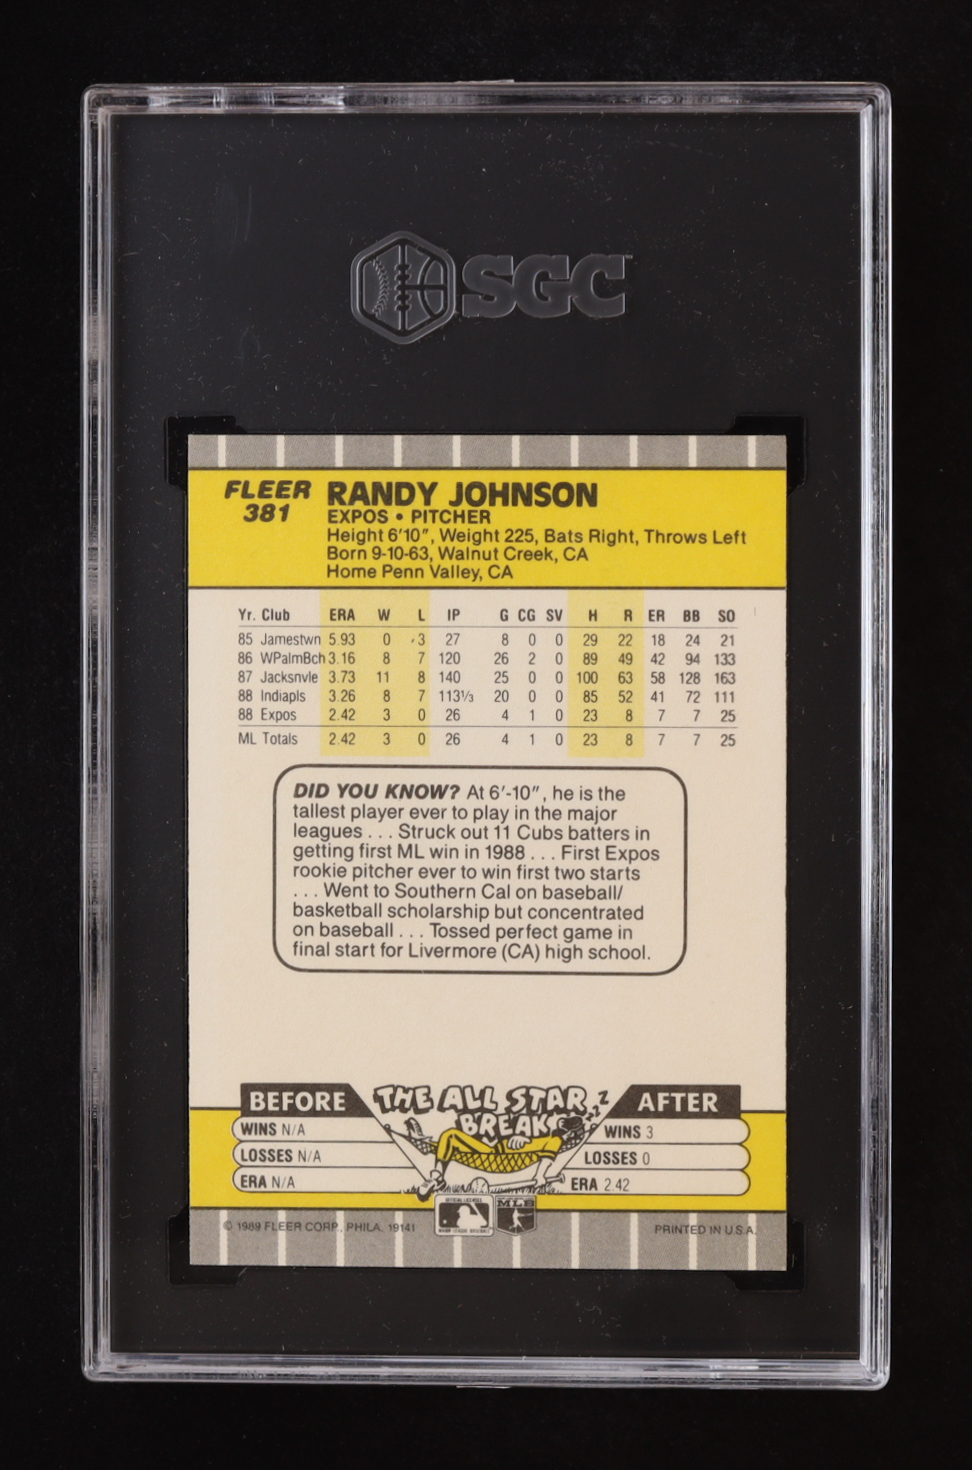 SGC
FLEER RANDY JOHNSON
381 EXPOS • PITCHER
Height 6'10", Weight 225, Bats Right, Throws Left
Born 9-10-63, Walnut Creek, CA
Home Penn Valley, CA
Yr. Club ERA W L IP G CG SV H R ER BB SO
85 Jamestwn 5.93 0 3 27 8 0 0 29 22 18 24 21
86 WPalmBch 3.16 8 7 120 26 2 0 89 49 42 94 133
87 Jacksnvle 3.73 11 8 140 25 0 0 100 63 58 128 163
88 Indiapls 3.26 8 7 113⅓ 20 0 0 85 52 41 72 111
88 Expos 2.42 3 0 26 4 1 0 23 8 7 7 25
ML Totals 2.42 3 0 26 4 1 0 23 8 7 7 25
DID YOU KNOW? At 6'-10", he is the
tallest player ever to play in the major
leagues . . . Struck out 11 Cubs batters in
getting first ML win in 1988 . . . First Expos
rookie pitcher ever to win first two starts
. . . Went to Southern Cal on baseball/
basketball scholarship but concentrated
on baseball . . . Tossed perfect game in
final start for Livermore (CA) high school.
BEFORE THE ALL STAR BREAK zzz AFTER
WINS N/A WINS 3
LOSSES N/A LOSSES 0
ERA N/A ERA 2.42
MLB
© 1989 FLEER CORP., PHILA. 19141 PRINTED IN U.S.A.